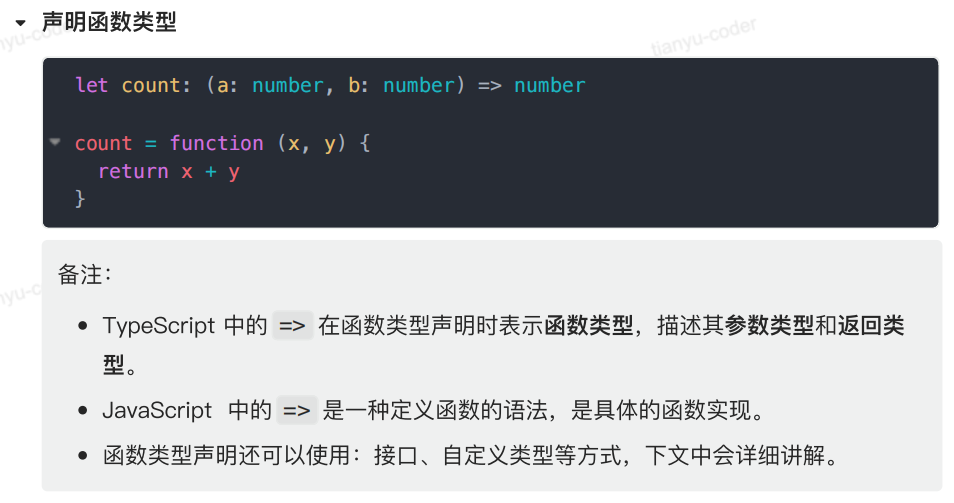 声明函数类型
tianyu-coder
let count: (a: number, b: number) => number
count = function (x, y) {
return x + y
}
备注：
TypeScript 中的 => 在函数类型声明时表示函数类型，描述其参数类型和返回类
型。
JavaScript 中的 => 是一种定义函数的语法，是具体的函数实现。
函数类型声明还可以使用：接口、自定义类型等方式，下文中会详细讲解。